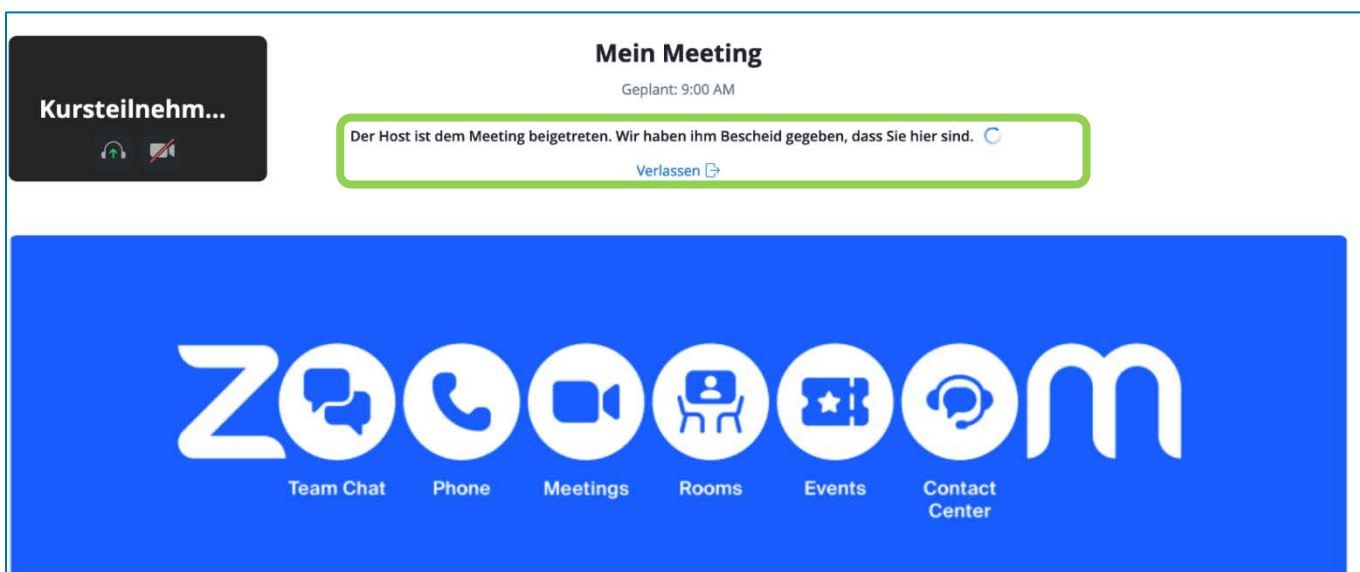 Mein Meeting
Geplant: 9:00 AM
Kursteilnehm...
Der Host ist dem Meeting beigetreten. Wir haben ihm Bescheid gegeben, dass Sie hier sind.
Verlassen
zoooooom
Team Chat
Phone
Meetings
Rooms
Events
Contact
Center